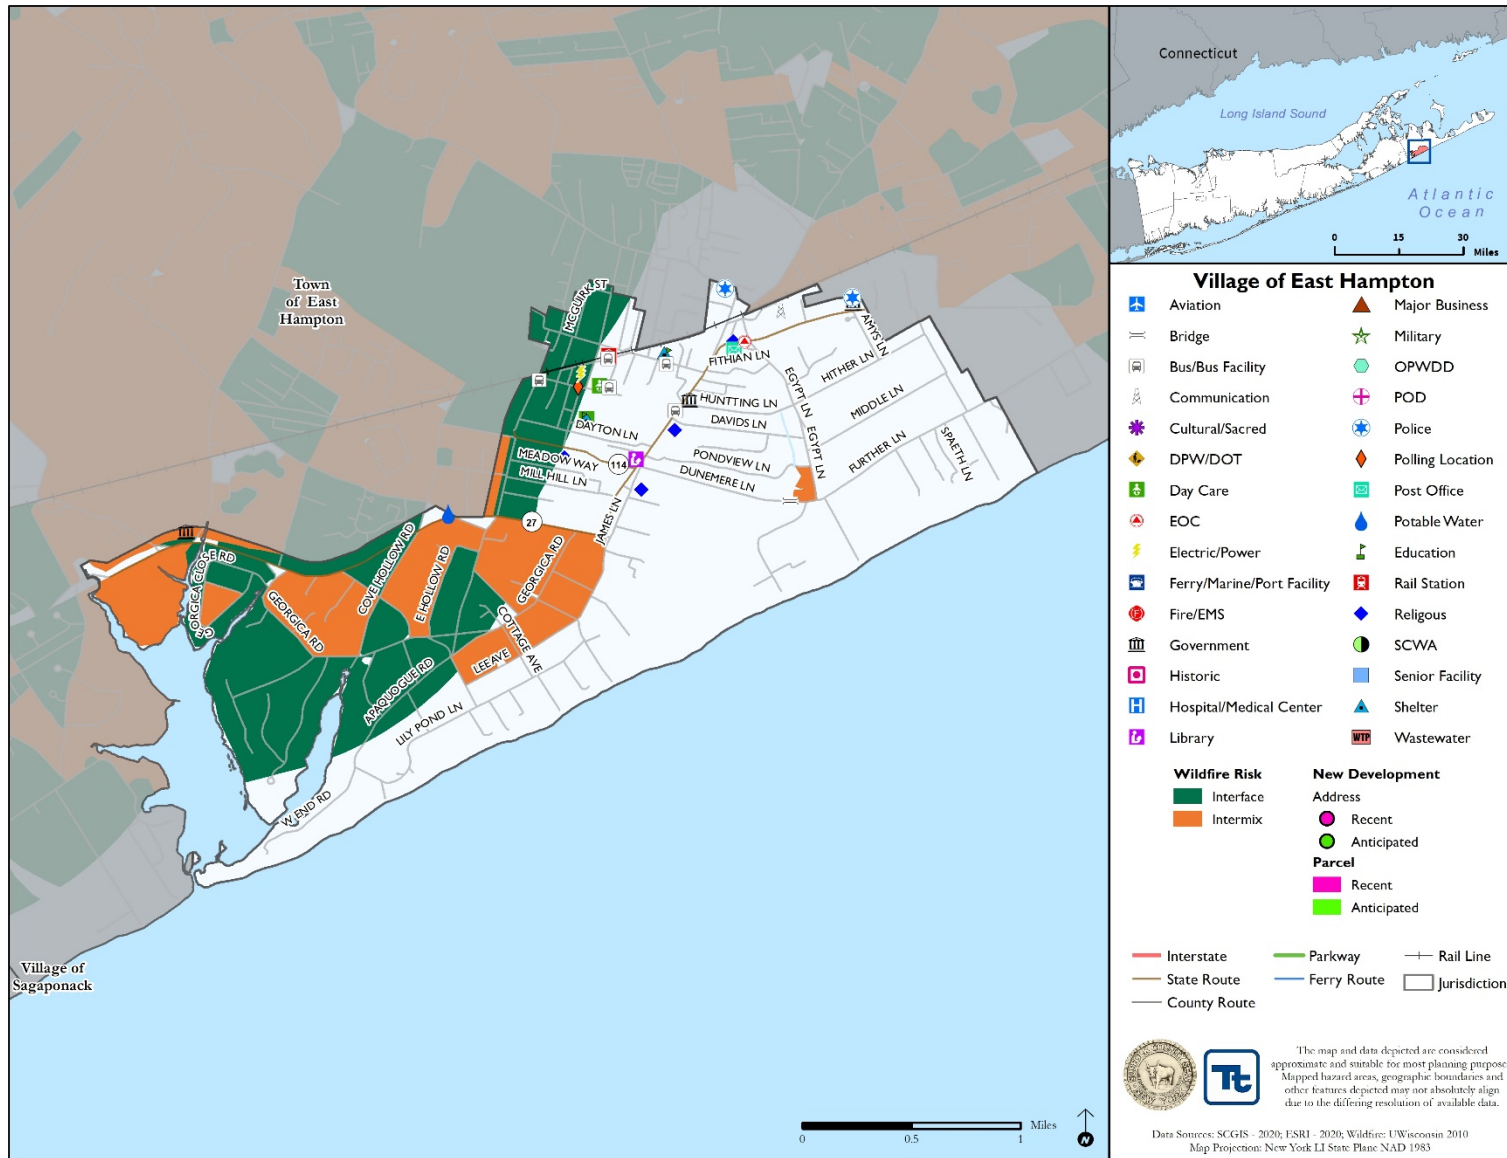 Town
of East
Hampton
Village of
Sagaponack
MCGUIRK ST
AMYS LN
FITHIAN LN
HITHER LN
EGYPT LN
MIDDLE LN
HUNTTING LN
DAVIDS LN
DAYTON LN
EGYPT LN
FURTHER LN
SPAETH LN
MEADOW WAY
114
PONDVIEW LN
MILL HILL LN
DUNEMERE LN
27
JAMES LN
COVE HOLLOW RD
E HOLLOW RD
GEORGICA RD
GEORGICA CLOSE RD
GEORGICA RD
COTTAGE AVE
LEE AVE
APAQUOGUE RD
LILY POND LN
W END RD
0 0.5 1 Miles
N
Connecticut
Long Island Sound
Atlantic
Ocean
0 15 30
Miles
Village of East Hampton
Aviation
Major Business
Bridge
Military
Bus/Bus Facility
OPWDD
Communication
POD
Cultural/Sacred
Police
DPW/DOT
Polling Location
Day Care
Post Office
EOC
Potable Water
Electric/Power
Education
Ferry/Marine/Port Facility
Rail Station
Fire/EMS
Religous
Government
SCWA
Historic
Senior Facility
Hospital/Medical Center
Shelter
Library
WTP Wastewater
Wildfire Risk
Interface
Intermix
New Development
Address
Recent
Anticipated
Parcel
Recent
Anticipated
Interstate
Parkway
Rail Line
State Route
Ferry Route
Jurisdiction
County Route
Tt
The map and data depicted are considered
approximate and suitable for most planning purpose
Mapped hazard areas, geographic boundaries and
other features depicted may not absolutely align
due to the differing resolution of available data.
Data Sources: SCGIS - 2020; ESRI - 2020; Wildfire: UWisconsin 2010
Map Projection: New York LI State Plane NAD 1983